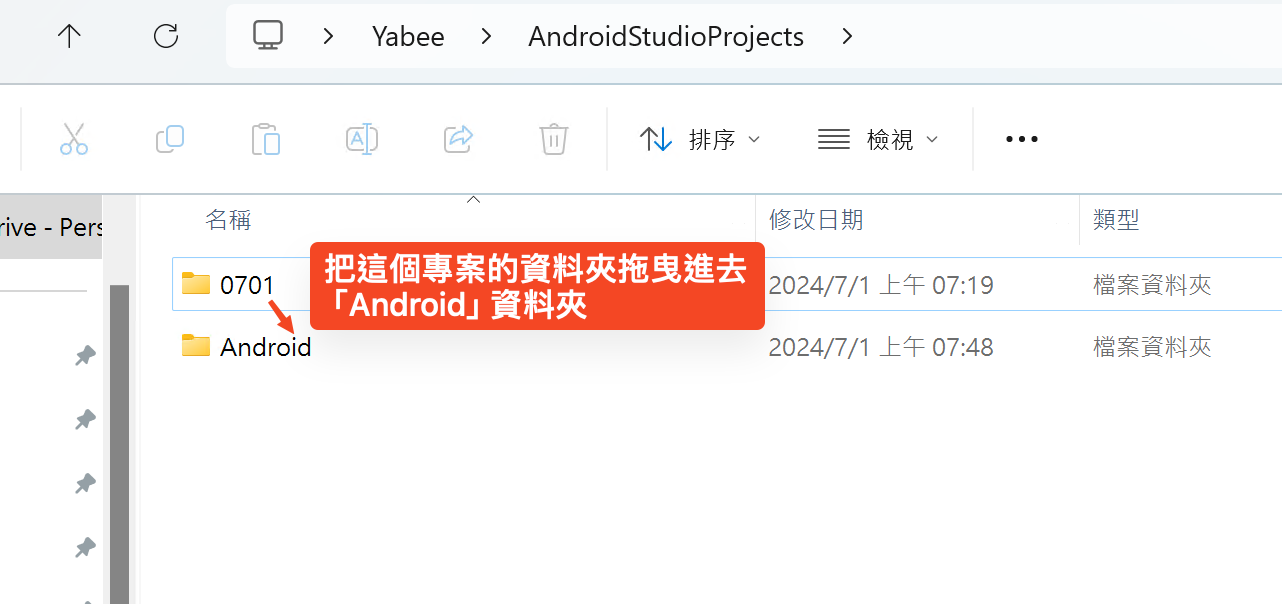 Yabee > AndroidStudioProjects >
排序 檢視
rive - Pers
名稱 修改日期 類型
0701 2024/7/1 上午 07:19 檔案資料夾
把這個專案的資料夾拖曳進去
「Android」資料夾
Android 2024/7/1 上午 07:48 檔案資料夾